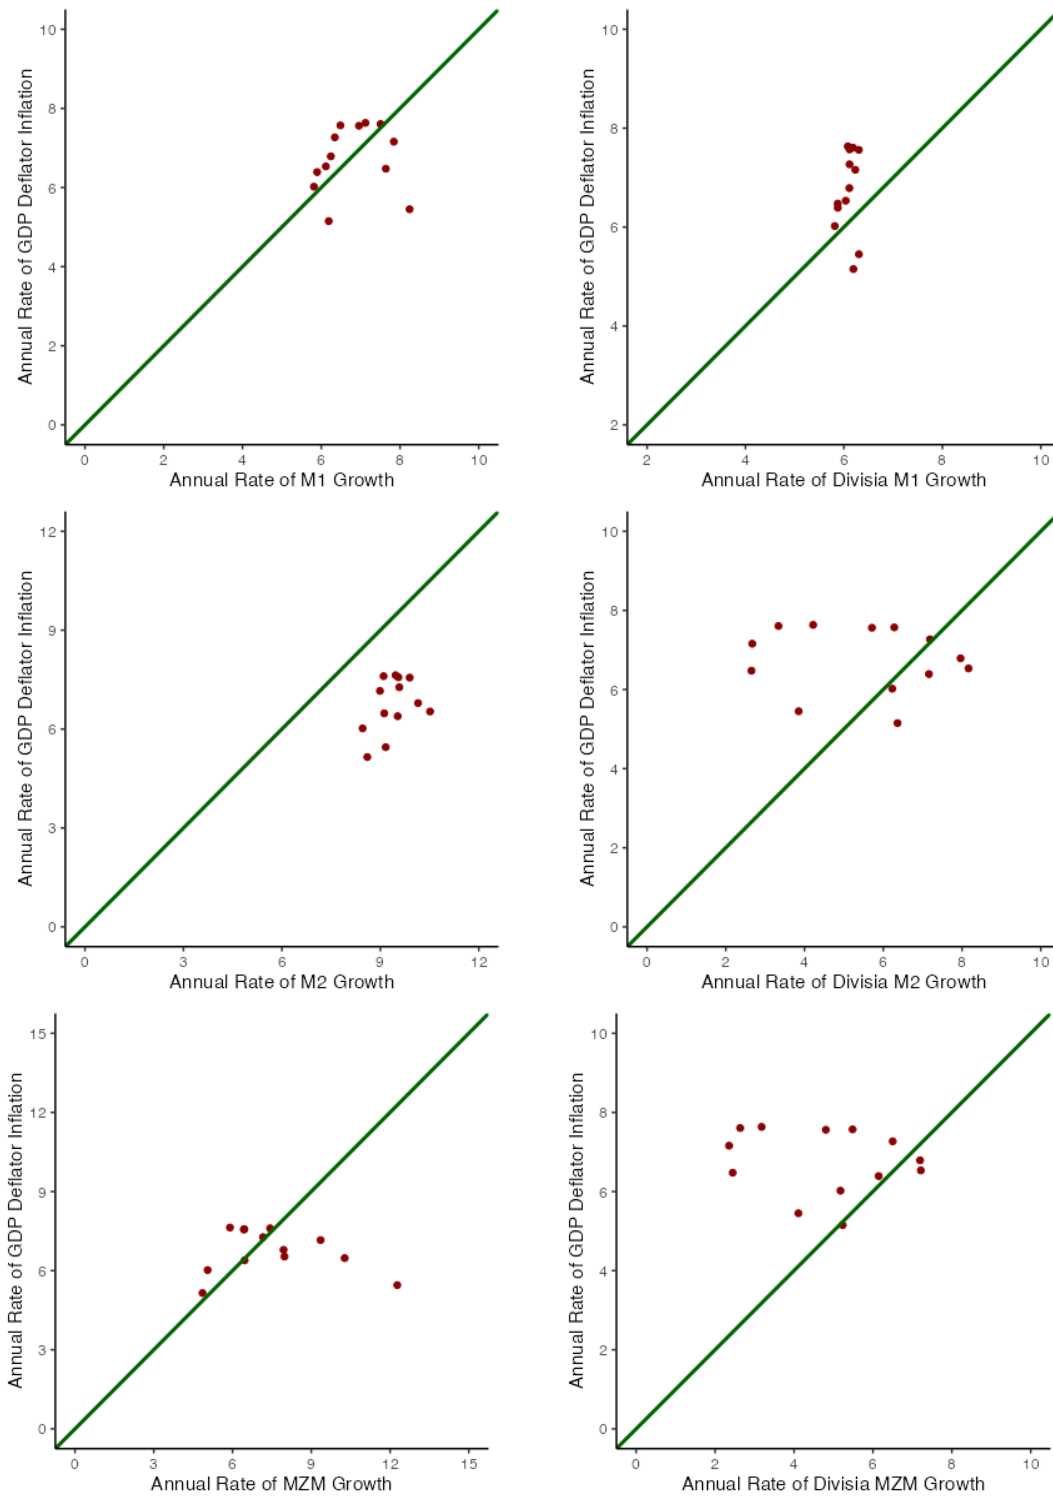 10
8
6
4
2
0
Annual Rate of GDP Deflator Inflation
0 2 4 6 8 10
Annual Rate of M1 Growth
10
8
6
4
2
Annual Rate of GDP Deflator Inflation
2 4 6 8 10
Annual Rate of Divisia M1 Growth
12
9
6
3
0
Annual Rate of GDP Deflator Inflation
0 3 6 9 12
Annual Rate of M2 Growth
10
8
6
4
2
0
Annual Rate of GDP Deflator Inflation
0 2 4 6 8 10
Annual Rate of Divisia M2 Growth
15
12
9
6
3
0
Annual Rate of GDP Deflator Inflation
0 3 6 9 12 15
Annual Rate of MZM Growth
10
8
6
4
2
0
Annual Rate of GDP Deflator Inflation
0 2 4 6 8 10
Annual Rate of Divisia MZM Growth